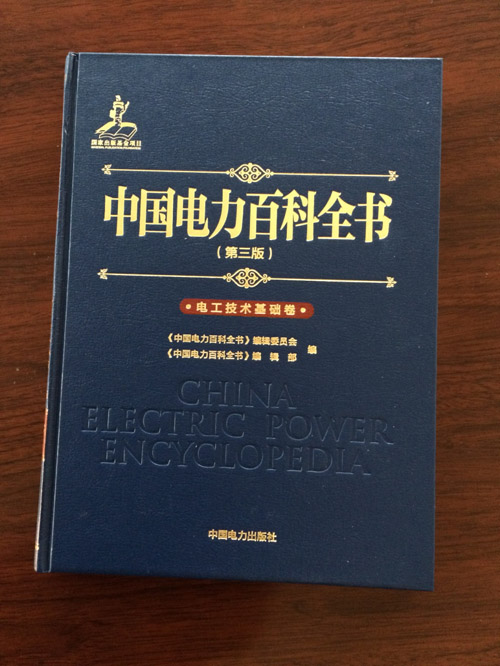 国家出版基金项目
中国电力百科全书
(第三版)
• 电工技术基础卷 •
《中国电力百科全书》编辑委员会
《中国电力百科全书》编 辑 部 编
CHINA
ELECTRIC POWER
ENCYCLOPEDIA
中国电力出版社